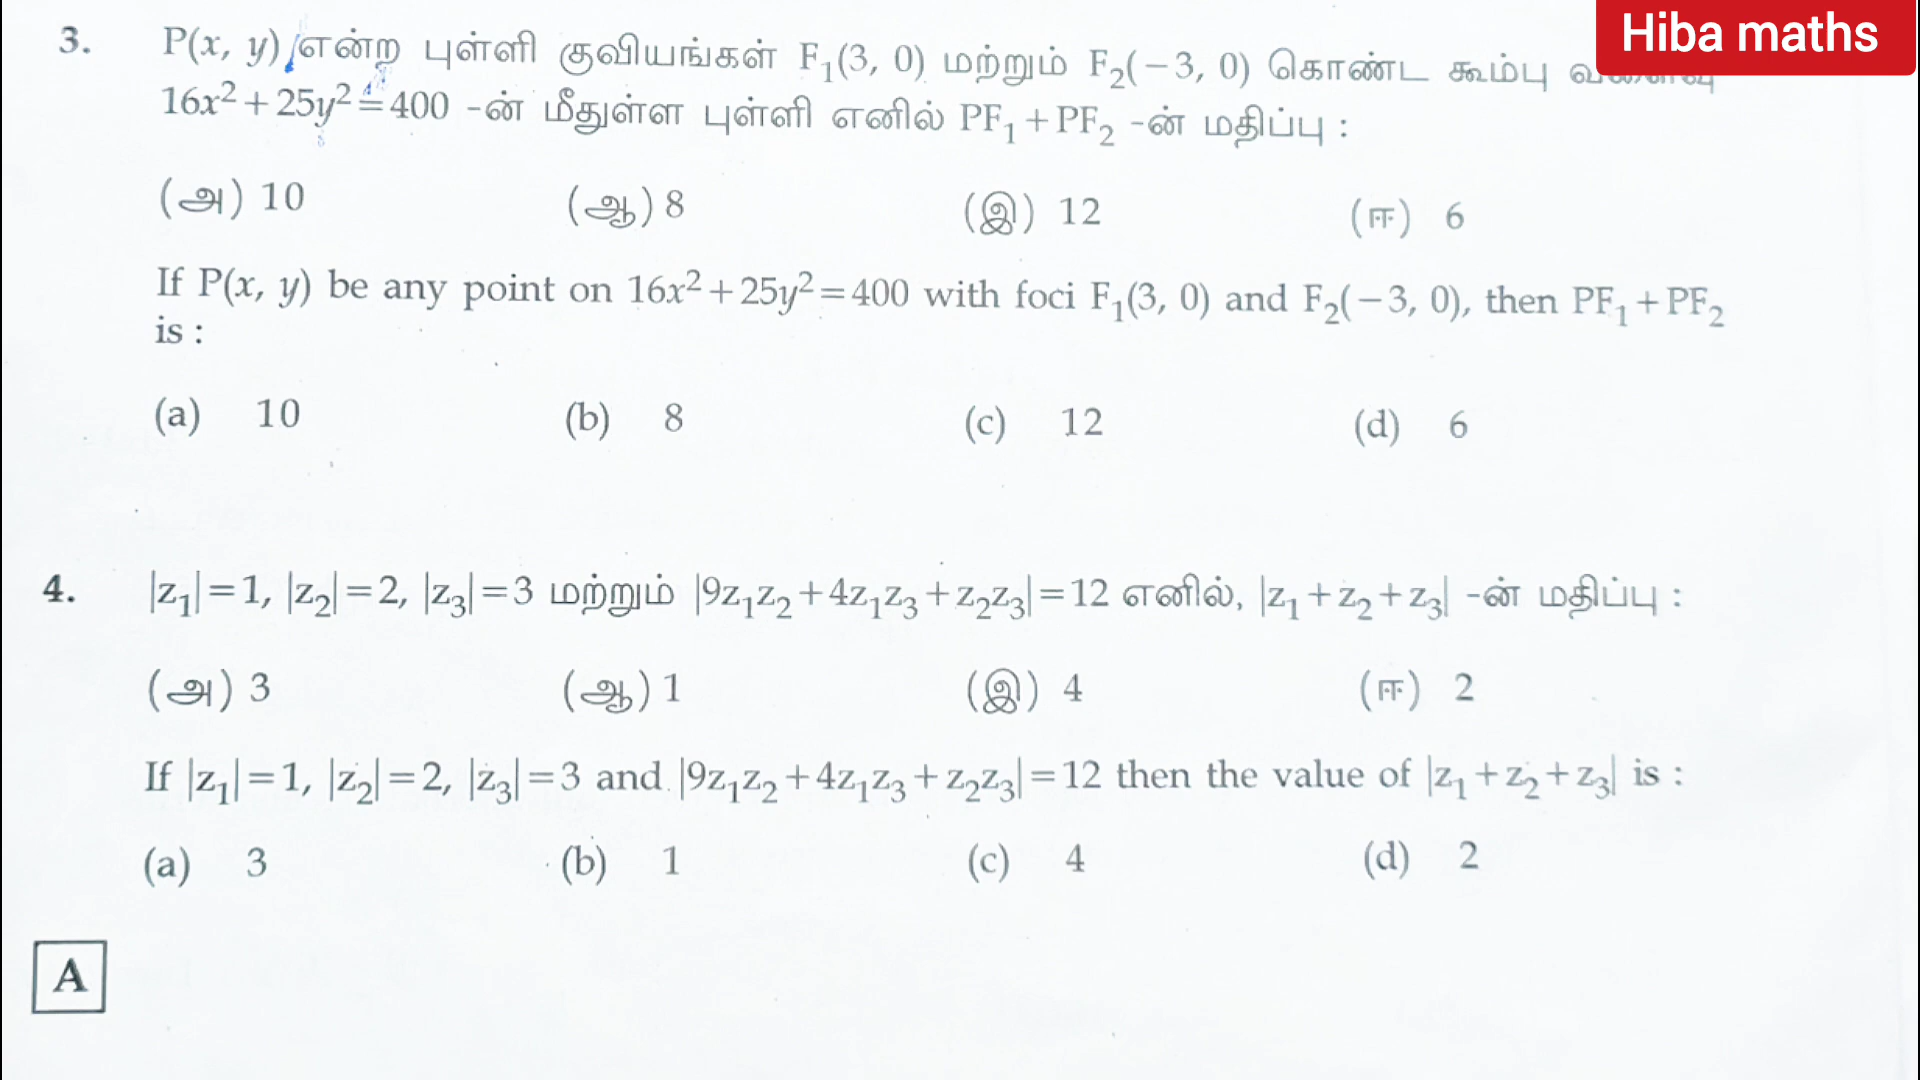 Hiba maths
3. P(x, y) என்ற புள்ளி குவியங்கள் F₁(3, 0) மற்றும் F₂(−3, 0) கொண்ட கூம்பு
16x² + 25y² = 400 -ன் மீதுள்ள புள்ளி எனில் PF₁ + PF₂ -ன் மதிப்பு :
(அ) 10 (ஆ) 8 (இ) 12 (ஈ) 6
If P(x, y) be any point on 16x² + 25y² = 400 with foci F₁(3, 0) and F₂(−3, 0), then PF₁ + PF₂
is :
(a) 10 (b) 8 (c) 12 (d) 6
4. |z₁| = 1, |z₂| = 2, |z₃| = 3 மற்றும் |9z₁z₂ + 4z₁z₃ + z₂z₃| = 12 எனில், |z₁ + z₂ + z₃| -ன் மதிப்பு :
(அ) 3 (ஆ) 1 (இ) 4 (ஈ) 2
If |z₁| = 1, |z₂| = 2, |z₃| = 3 and |9z₁z₂ + 4z₁z₃ + z₂z₃| = 12 then the value of |z₁ + z₂ + z₃| is :
(a) 3 (b) 1 (c) 4 (d) 2
A